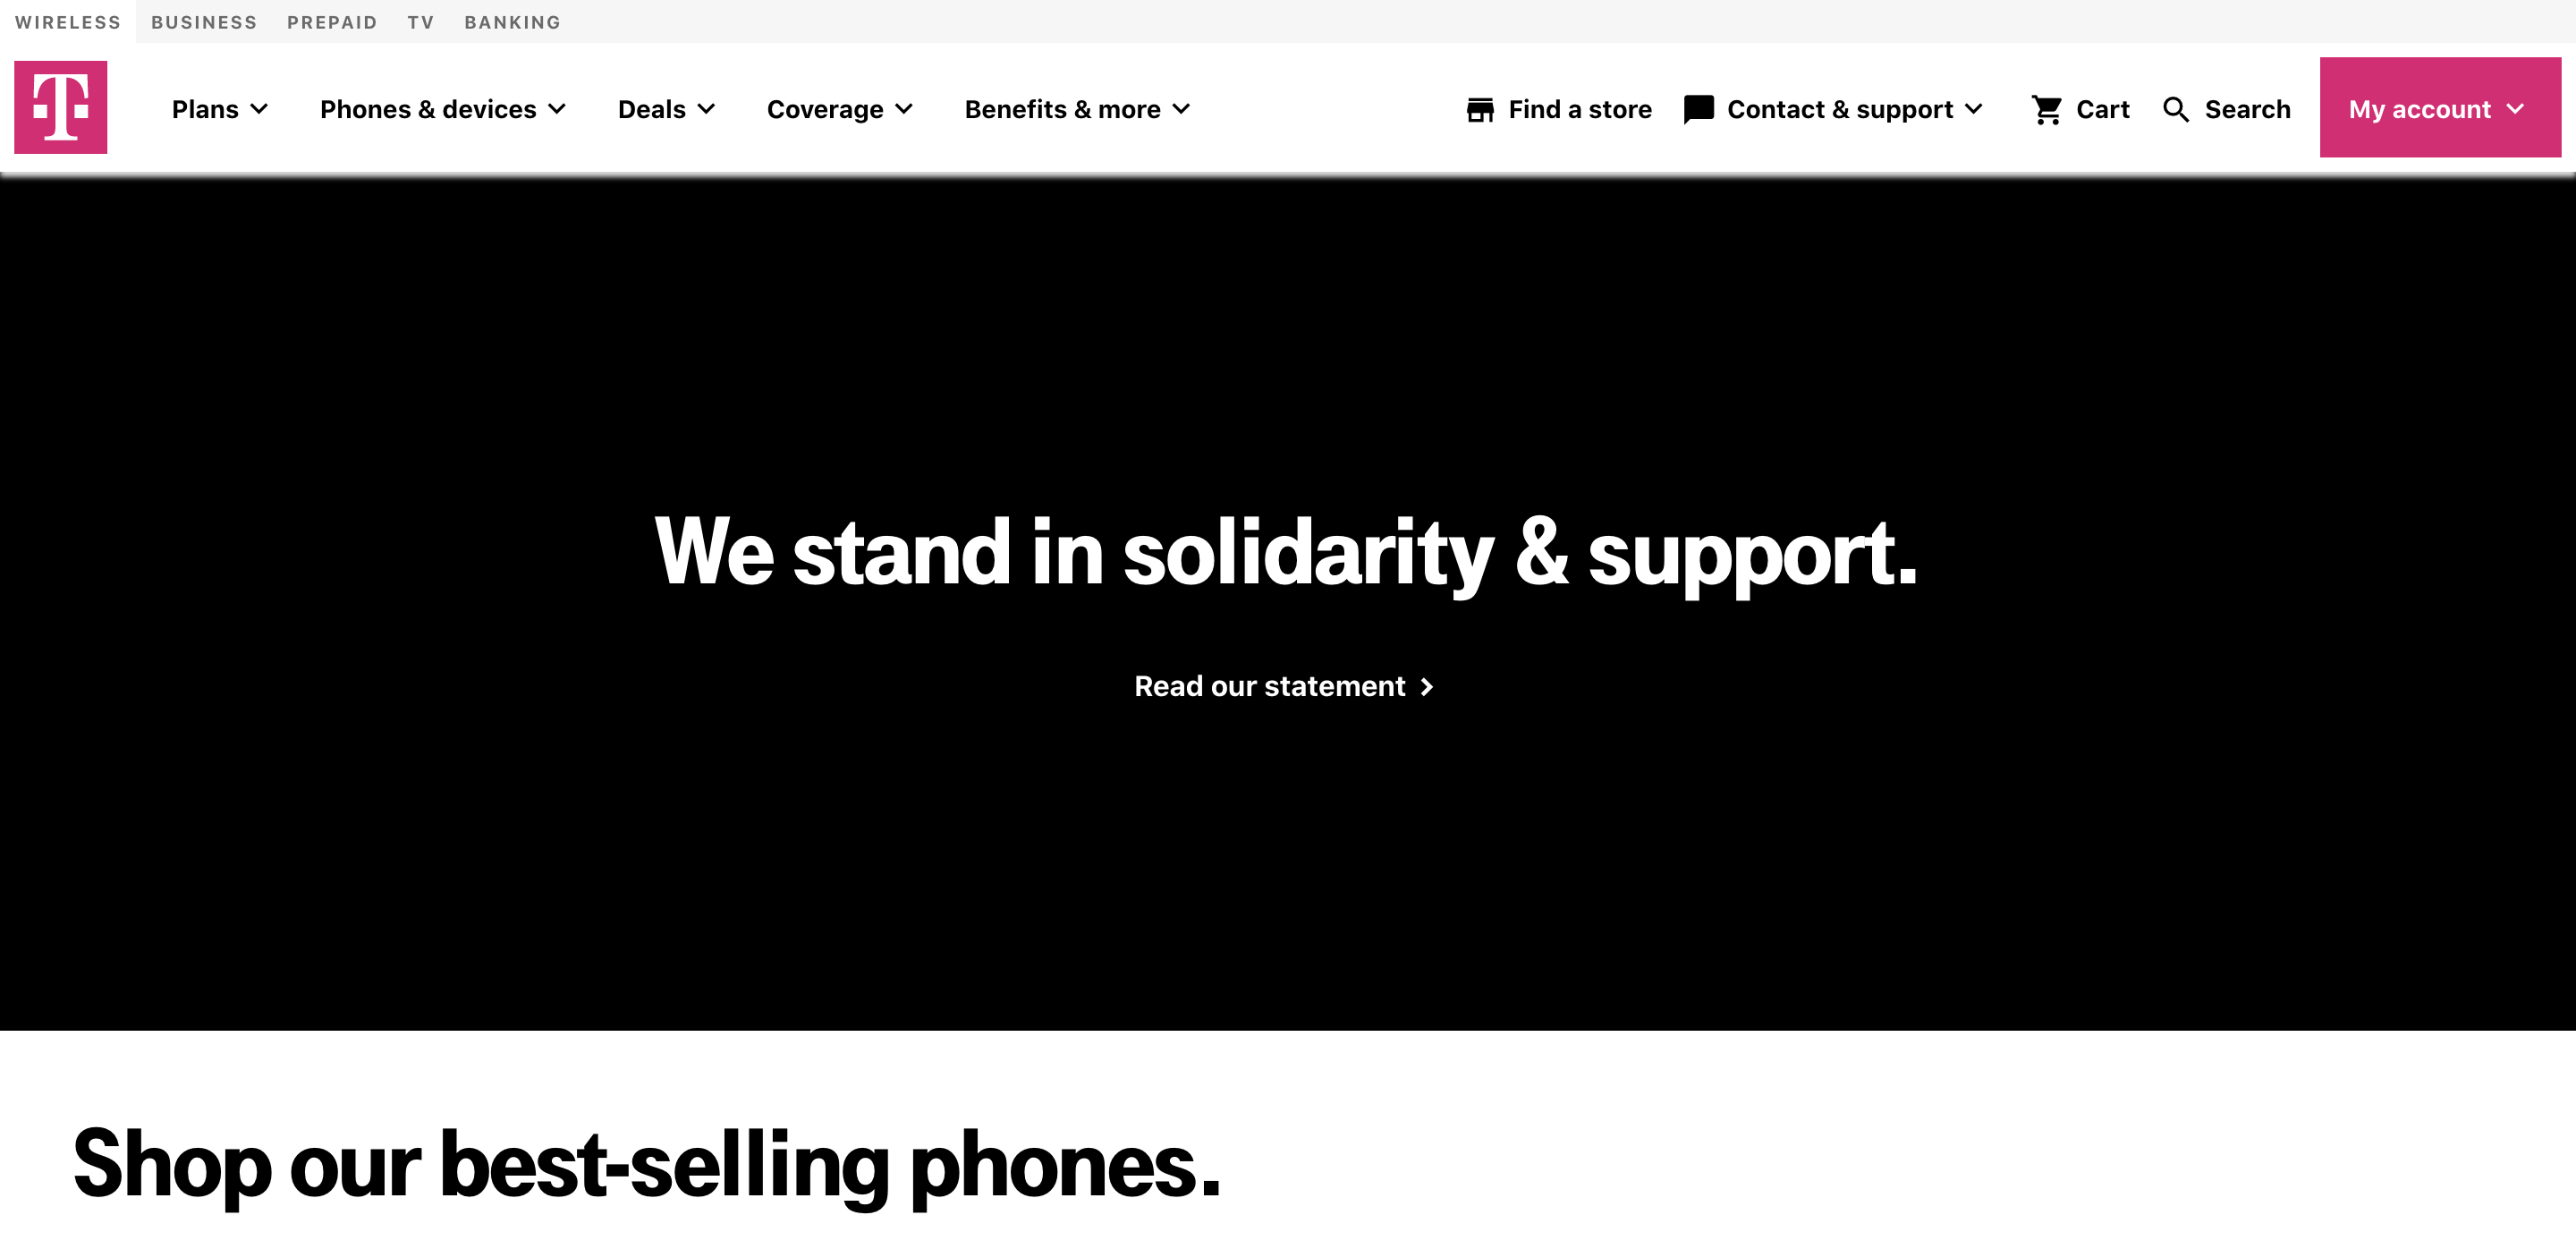 WIRELESS BUSINESS PREPAID TV BANKING
T Plans Phones & devices Deals Coverage Benefits & more Find a store Contact & support Cart Search My account
We stand in solidarity & support.
Read our statement
Shop our best-selling phones.